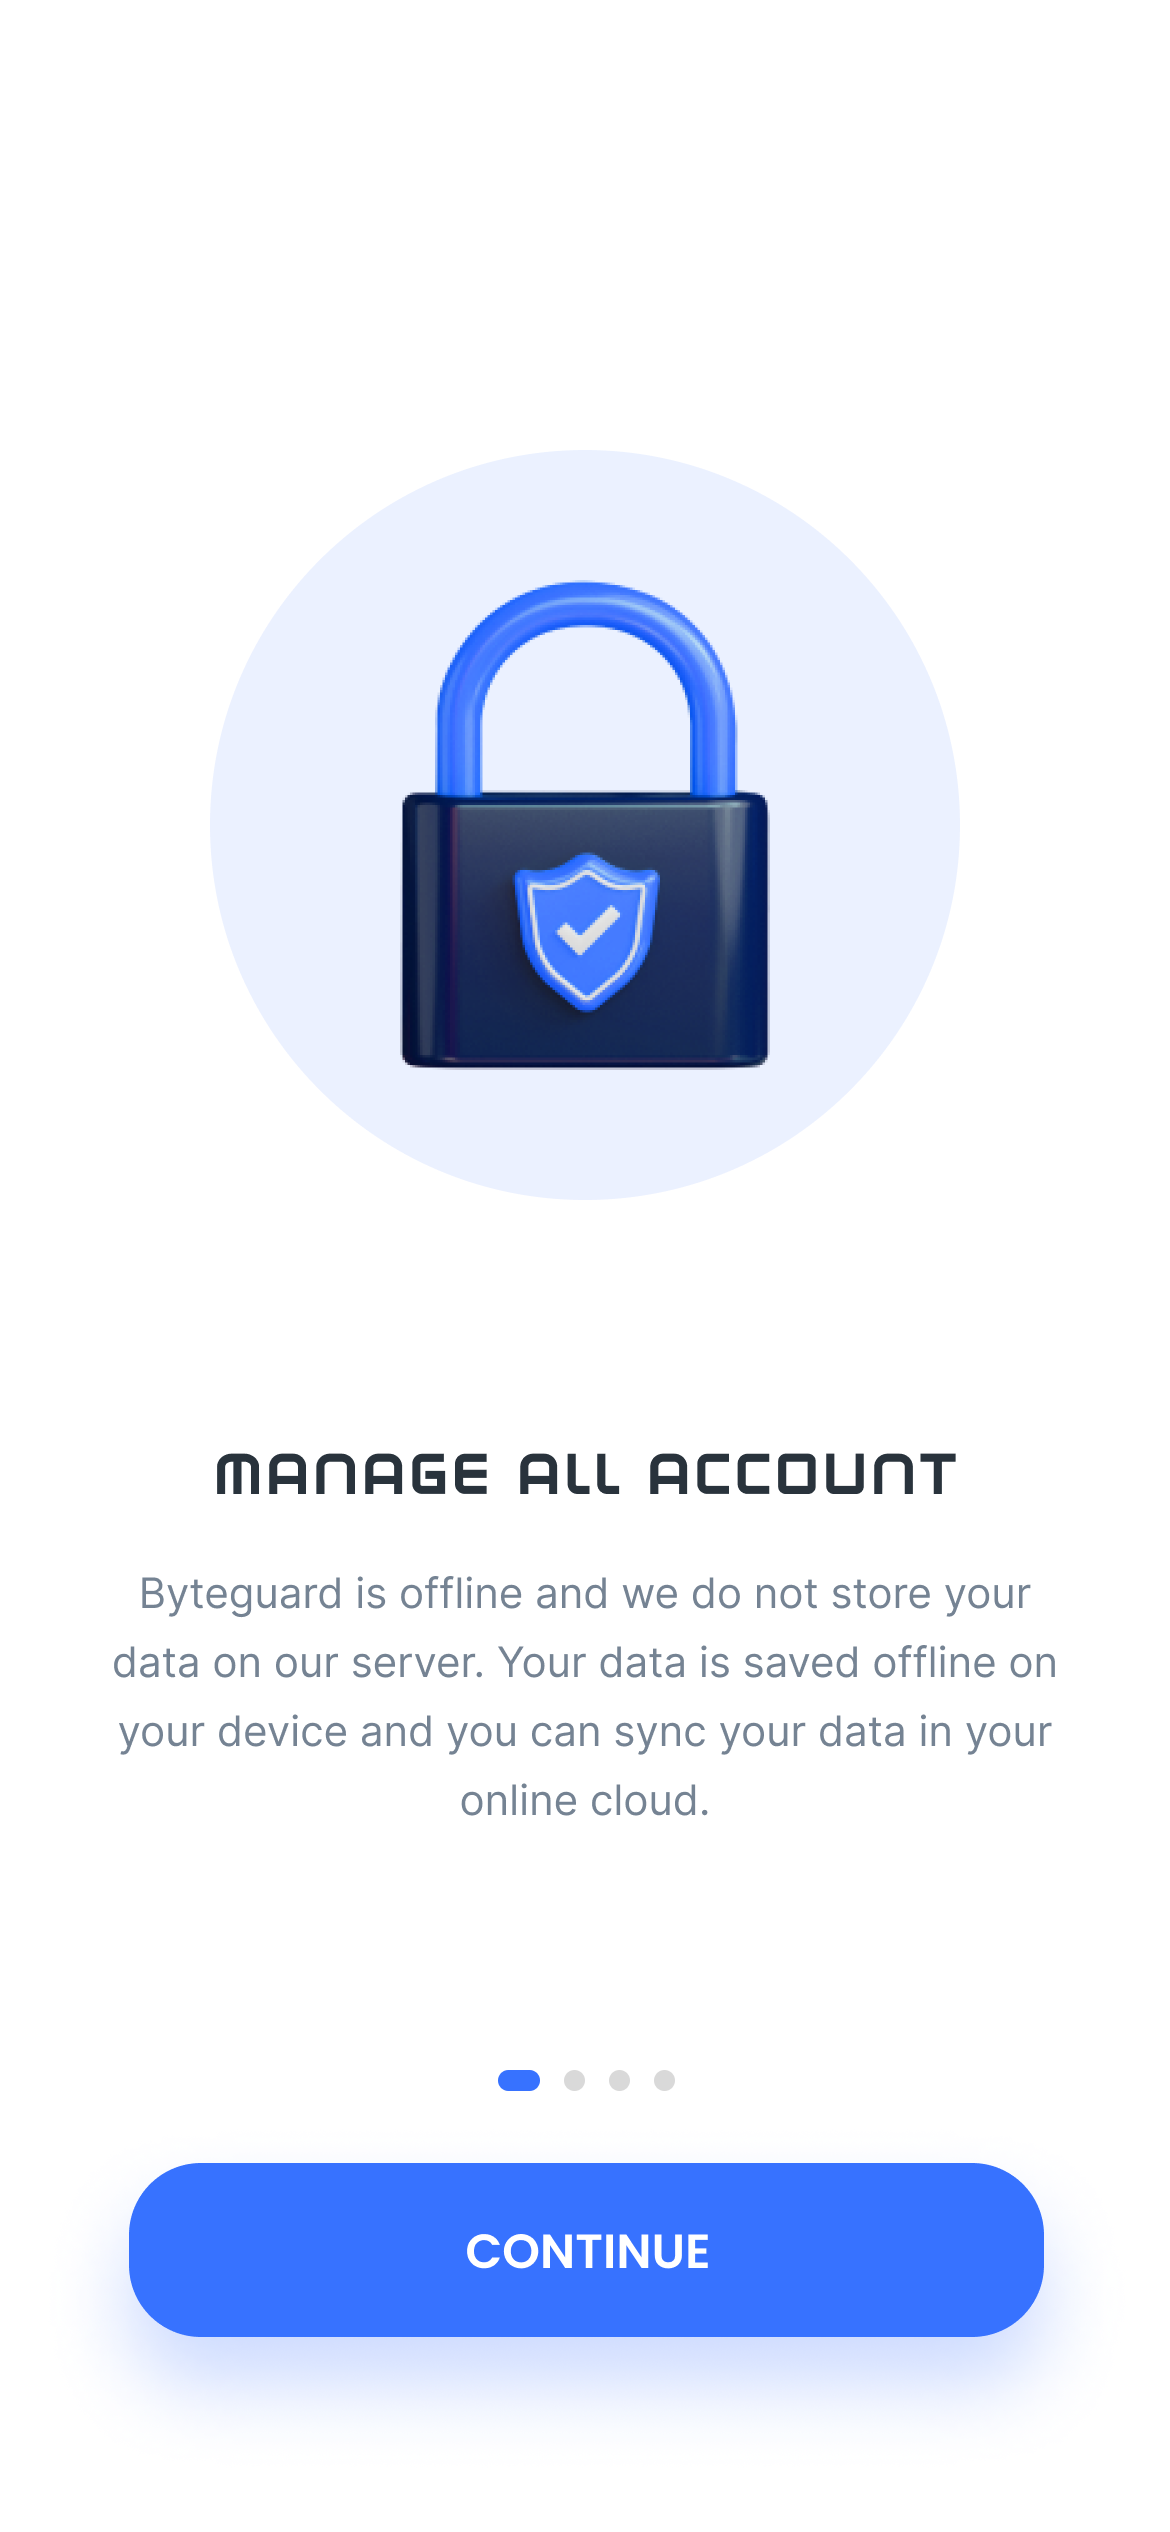 MANAGE ALL ACCOUNT
Byteguard is offline and we do not store your
data on our server. Your data is saved offline on
your device and you can sync your data in your
online cloud.
CONTINUE